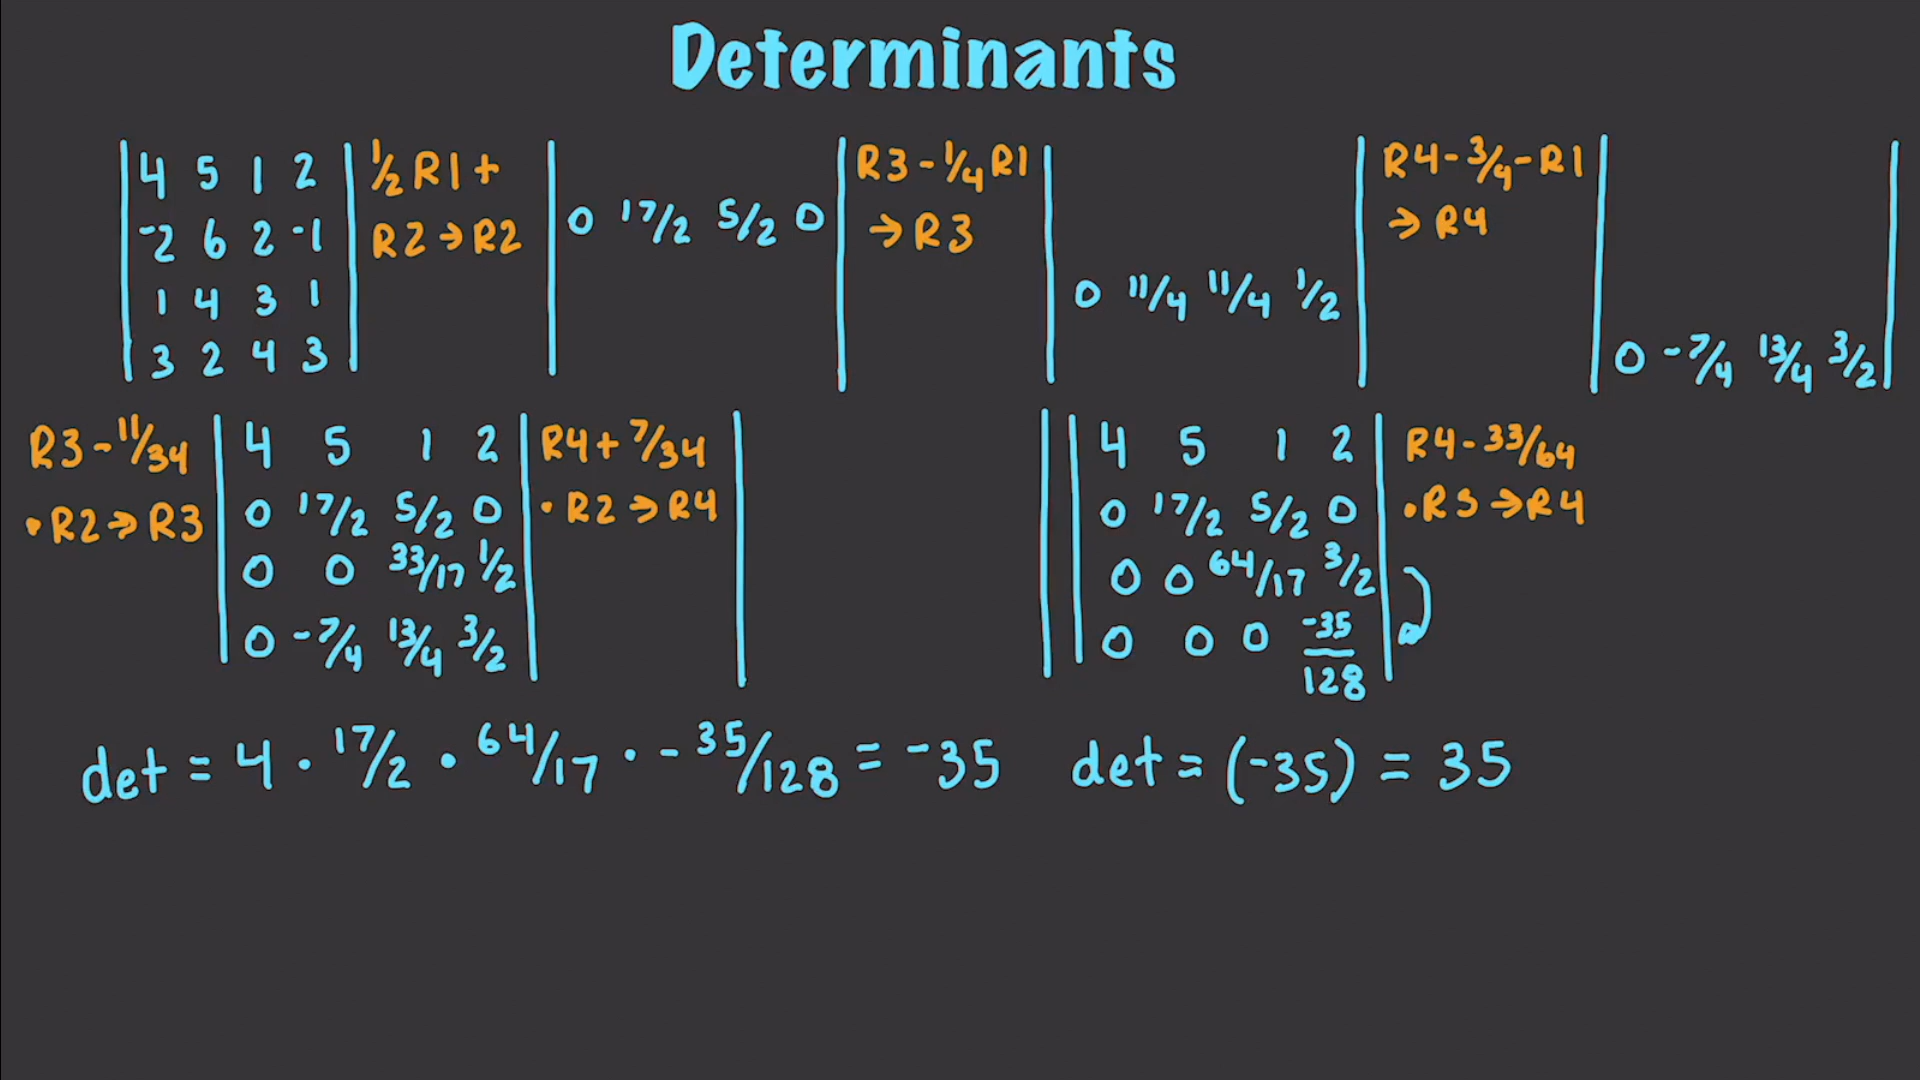 Determinants
4 5 1 2
-2 6 2 -1
1 4 3 1
3 2 4 3
1/2 R1 +
R2 → R2
0 17/2 5/2 0
R3 - 1/4 R1
→ R3
0 11/4 11/4 1/2
R4 - 3/4 - R1
→ R4
0 -7/4 13/4 3/2
R3 - 11/34
• R2 → R3
4 5 1 2
0 17/2 5/2 0
0 0 33/17 1/2
0 -7/4 13/4 3/2
R4 + 7/34
• R2 → R4
4 5 1 2
0 17/2 5/2 0
0 0 64/17 3/2
0 0 0 -35/128
R4 - 33/64
• R3 → R4
det = 4 • 17/2 • 64/17 • -35/128 = -35
det = (-35) = 35